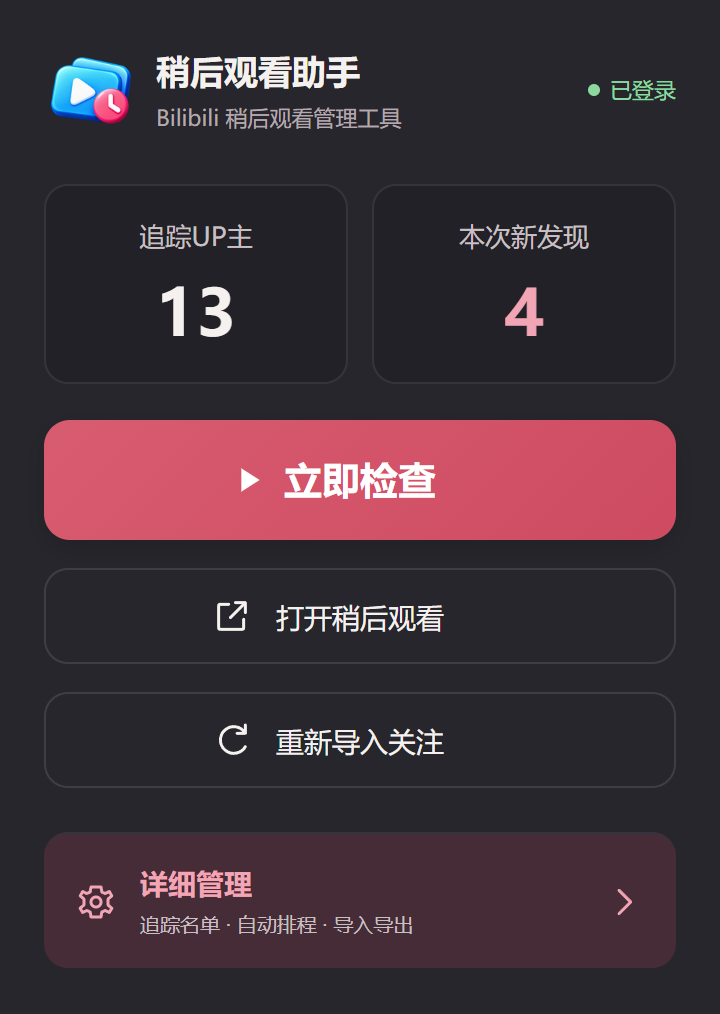 稍后观看助手
Bilibili 稍后观看管理工具
已登录
追踪UP主
13
本次新发现
4
立即检查
打开稍后观看
重新导入关注
详细管理
追踪名单 · 自动排程 · 导入导出